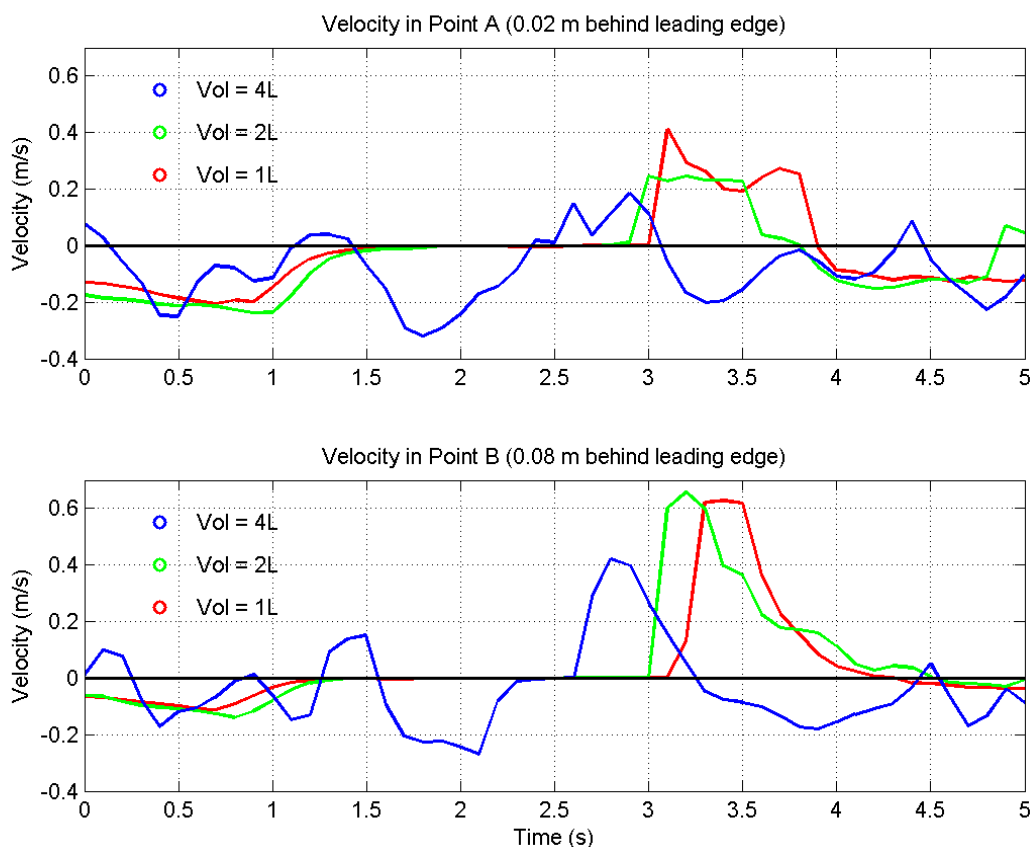 Velocity in Point A (0.02 m behind leading edge)
0.6
0.4
0.2
0
-0.2
-0.4
Velocity (m/s)
Vol = 4L
Vol = 2L
Vol = 1L
0 0.5 1 1.5 2 2.5 3 3.5 4 4.5 5
Velocity in Point B (0.08 m behind leading edge)
0.6
0.4
0.2
0
-0.2
-0.4
Velocity (m/s)
Vol = 4L
Vol = 2L
Vol = 1L
0 0.5 1 1.5 2 2.5 3 3.5 4 4.5 5
Time (s)